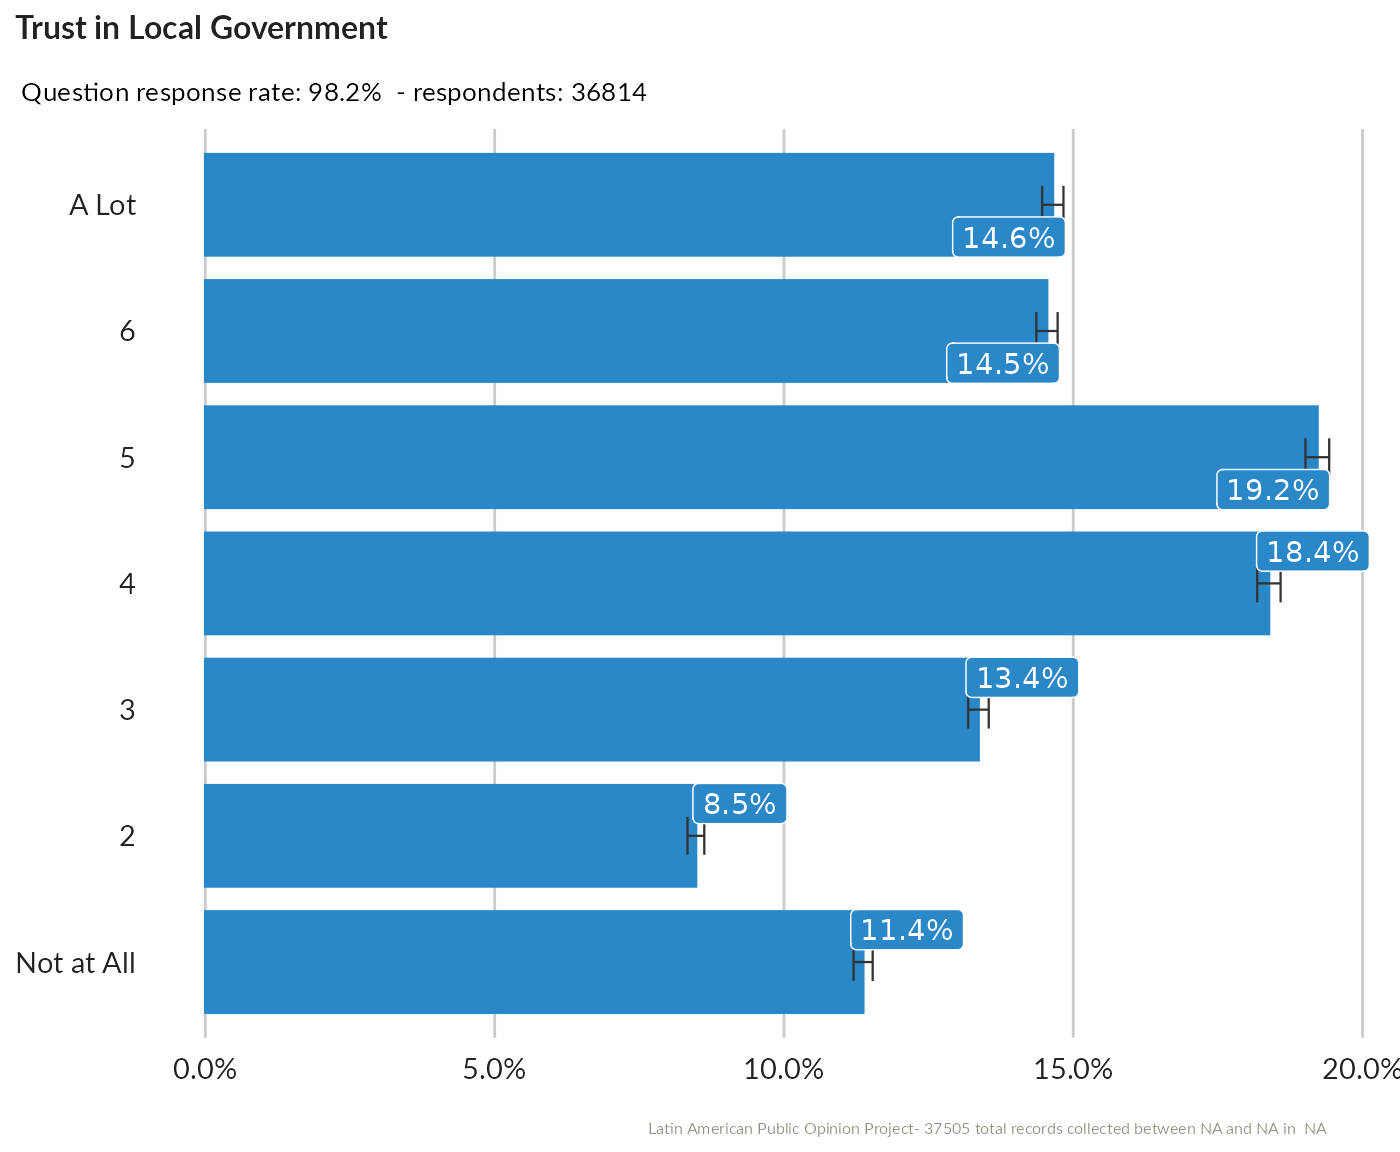 Trust in Local Government
Question response rate: 98.2%  - respondents: 36814
A Lot
14.6%
6
14.5%
5
19.2%
4
18.4%
3
13.4%
2
8.5%
Not at All
11.4%
0.0% 5.0% 10.0% 15.0% 20.0%
Latin American Public Opinion Project- 37505 total records collected between NA and NA in  NA